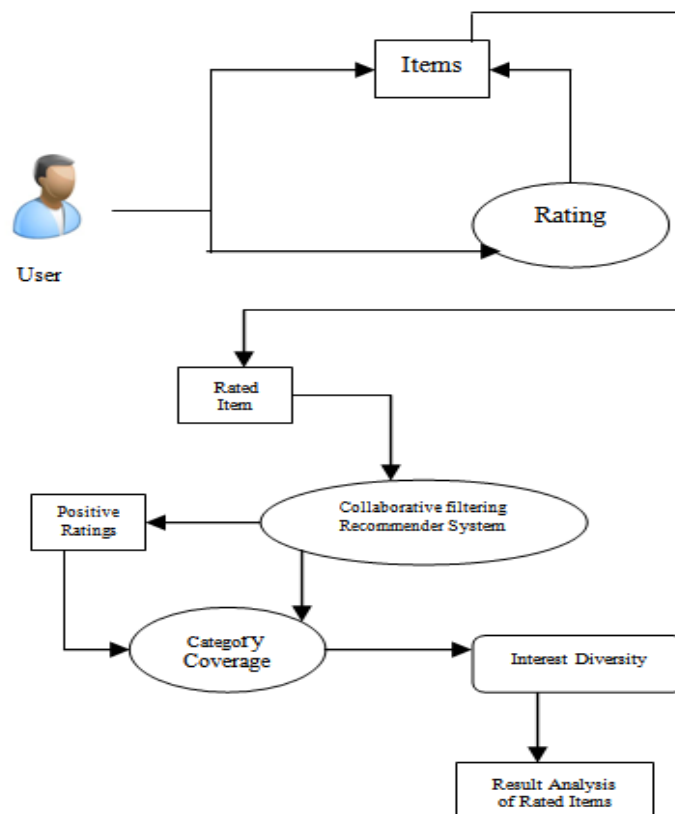 Items
Rating
User
Rated
Item
Collaborative filtering
Recommender System
Positive
Ratings
Category
Coverage
Interest Diversity
Result Analysis
of Rated Items